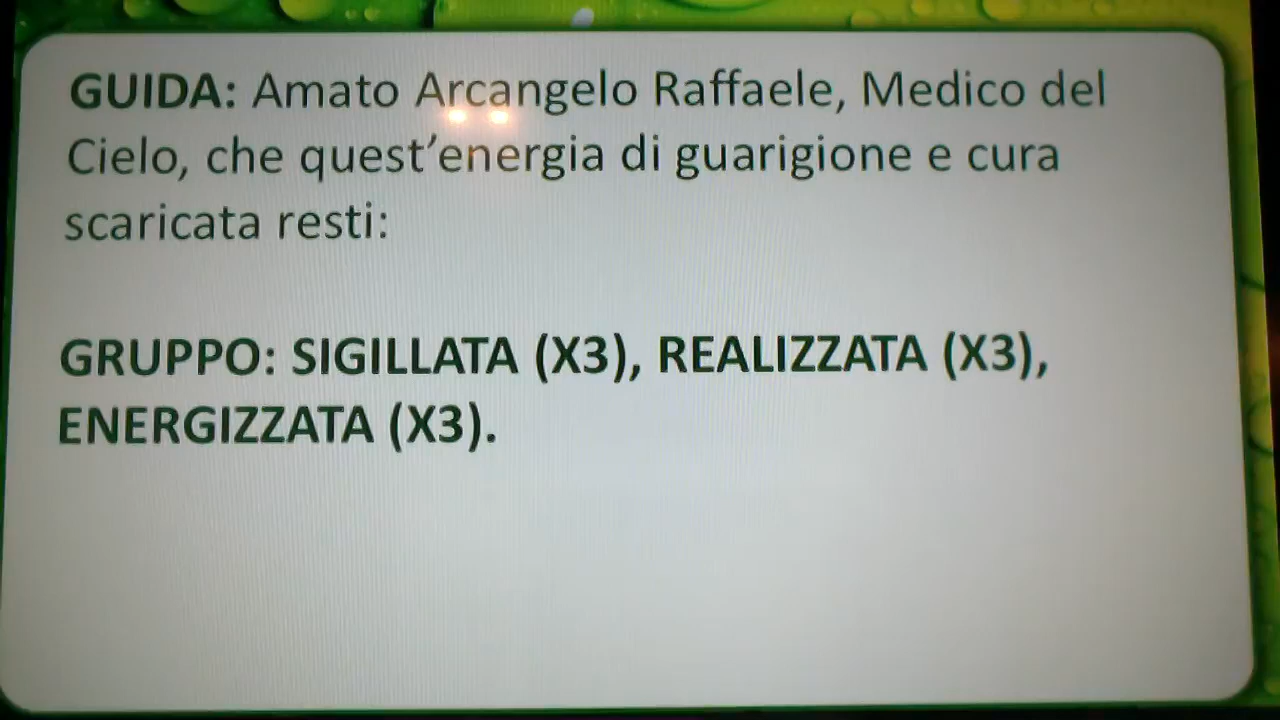 GUIDA: Amato Arcangelo Raffaele, Medico del
Cielo, che quest’energia di guarigione e cura
scaricata resti:
GRUPPO: SIGILLATA (X3), REALIZZATA (X3),
ENERGIZZATA (X3).